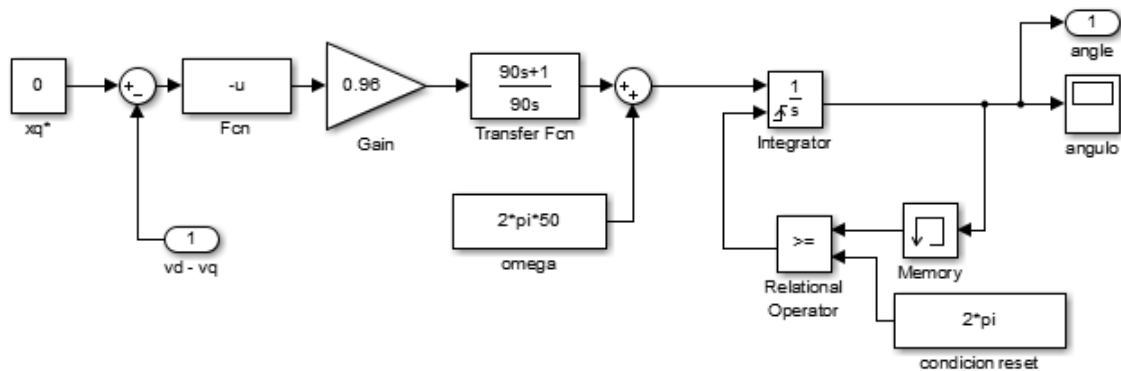 0
xq*
+
−
-u
Fcn
0.96
Gain
90s+1
90s
Transfer Fcn
+
+
1
s
Integrator
1
angle
angulo
2*pi*50
omega
1
vd - vq
>=
Relational
Operator
Memory
2*pi
condicion reset